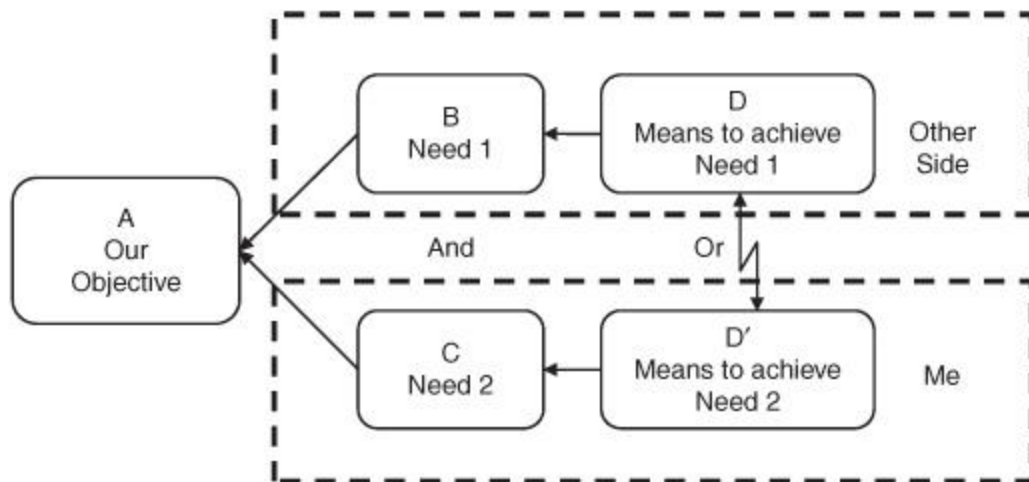 B
Need 1
D
Means to achieve
Need 1
Other
Side
A
Our
Objective
And
Or
C
Need 2
D′
Means to achieve
Need 2
Me